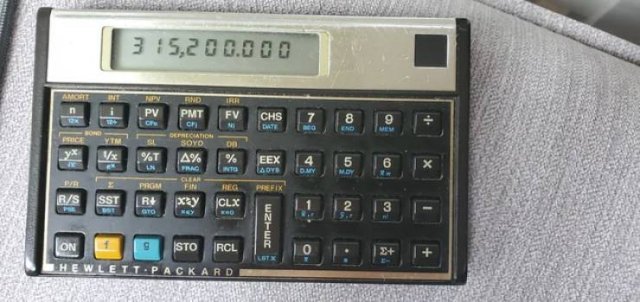 315,200.000
AMORT INT NPV RND IRR
n i PV PMT FV CHS 7 8 9 ÷
12× 12÷ CFo CFj Nj DATE BEG END MEM
BOND DEPRECIATION
PRICE YTM SL SOYD DB
yˣ 1/x %T Δ% % EEX 4 5 6 ×
√x eˣ LN FRAC INTG ΔDYS D.MY M.DY
CLEAR
P/R Σ PRGM FIN REG PREFIX
R/S SST R↓ x≷y CLx ENTER 1 2 3 −
PSE BST GTO x≤y x=0
ON f g STO RCL 0 • Σ+ +
LST x Σ−
HEWLETT·PACKARD